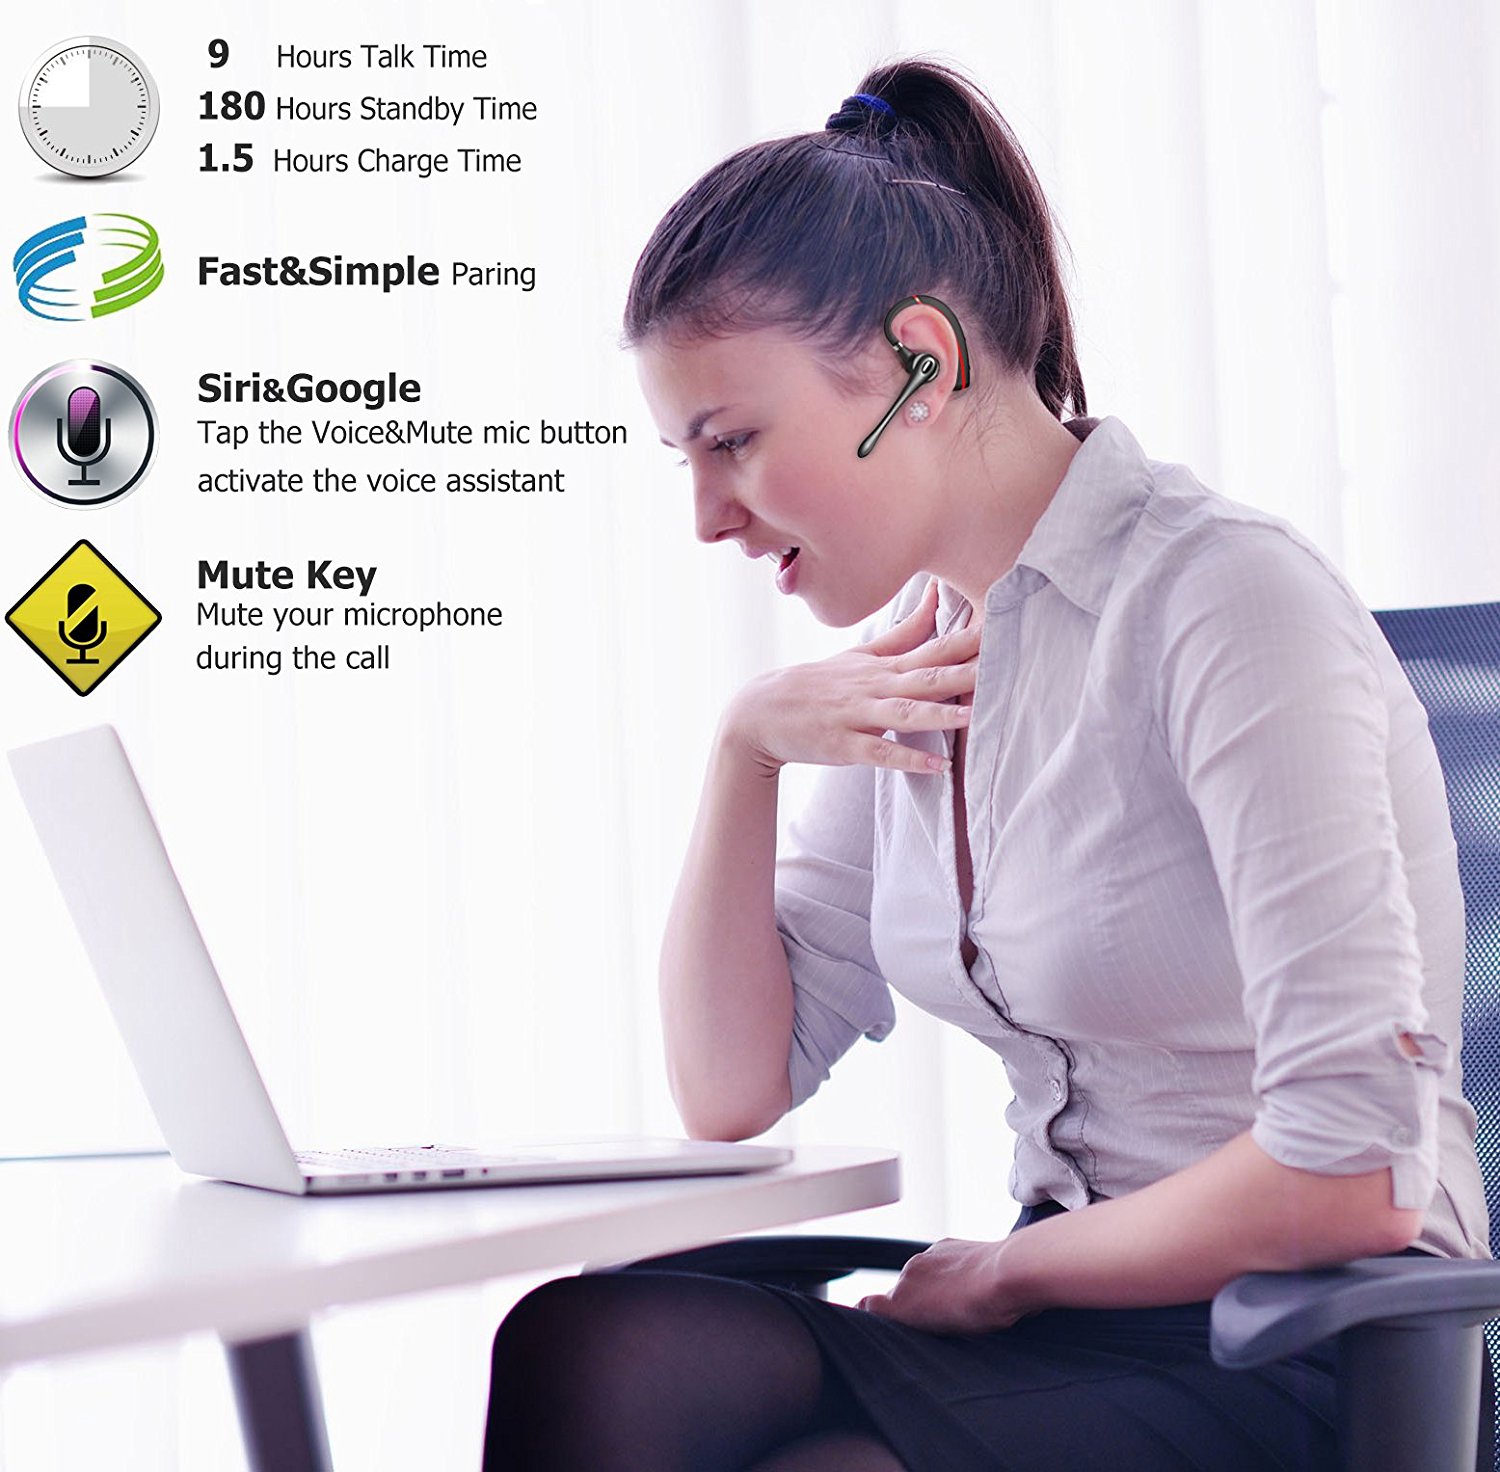 9 Hours Talk Time
180 Hours Standby Time
1.5 Hours Charge Time
Fast&Simple Paring
Siri&Google
Tap the Voice&Mute mic button
activate the voice assistant
Mute Key
Mute your microphone
during the call